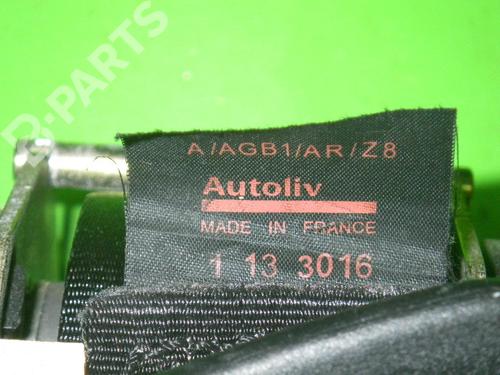 B-PARTS
A/AGB1/AR/Z8
Autoliv
MADE IN FRANCE
1 13 3016